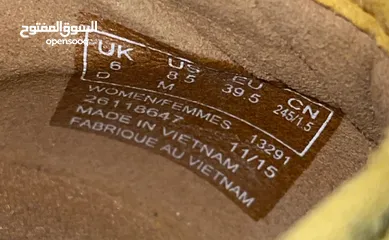 السوق المفتوح
opensooq.com
UK US EU CN
6 8.5 39.5 245/1.5
D M
WOMEN/FEMMES 13291
26118647 11/15
MADE IN VIETNAM
FABRIQUE AU VIETNAM